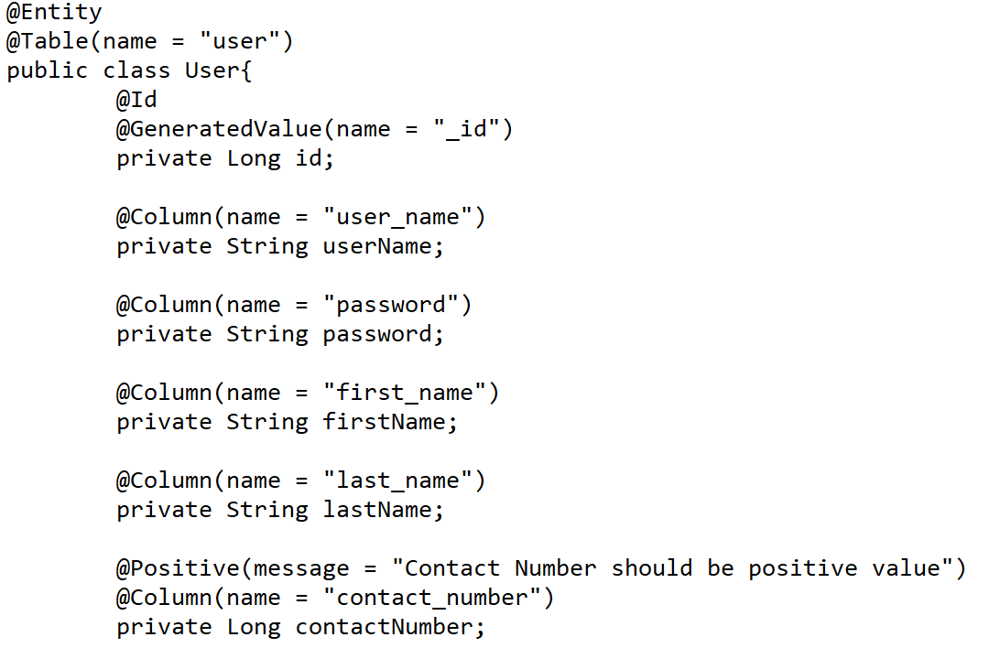 @Entity
@Table(name = "user")
public class User{
@Id
@GeneratedValue(name = "_id")
private Long id;
@Column(name = "user_name")
private String userName;
@Column(name = "password")
private String password;
@Column(name = "first_name")
private String firstName;
@Column(name = "last_name")
private String lastName;
@Positive(message = "Contact Number should be positive value")
@Column(name = "contact_number")
private Long contactNumber;